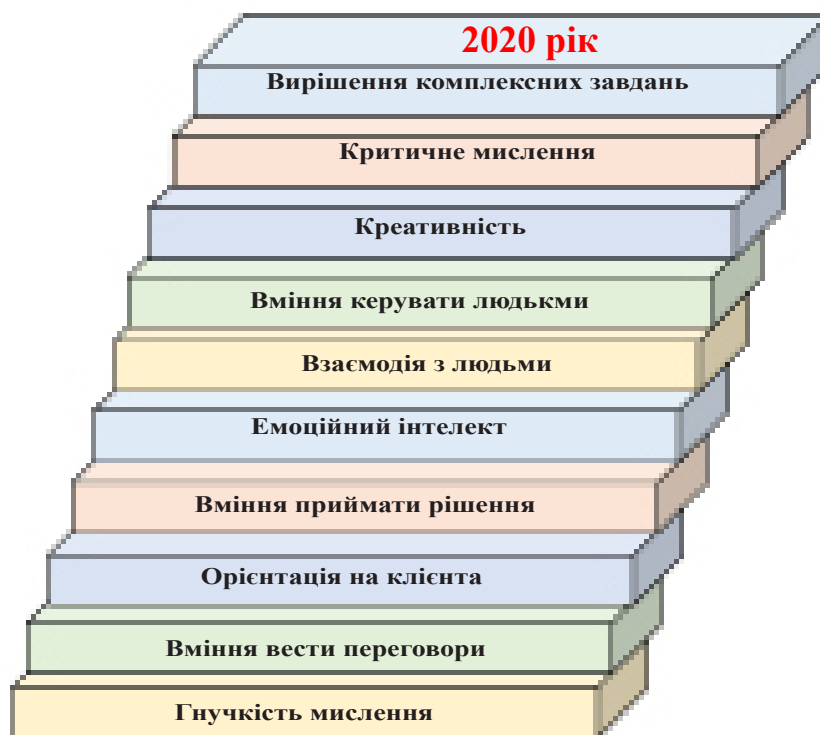 2020 рік
Вирішення комплексних завдань
Критичне мислення
Креативність
Вміння керувати людькми
Взаємодія з людьми
Емоційний інтелект
Вміння приймати рішення
Орієнтація на клієнта
Вміння вести переговори
Гнучкість мислення